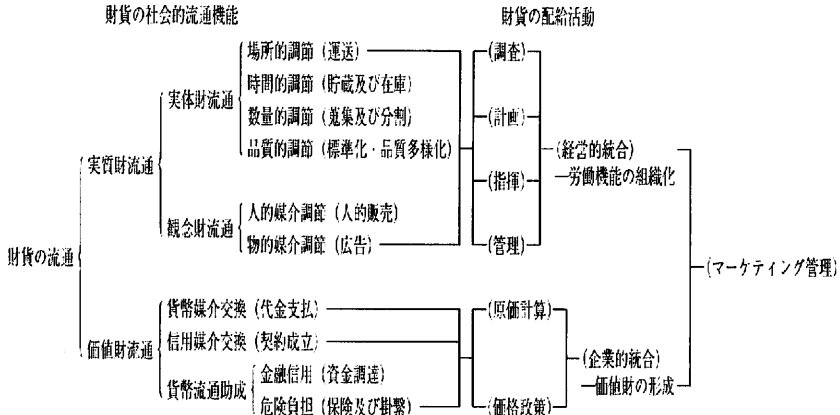 財貨の社会的流通機能
財貨の配給活動
財貨の流通
実質財流通
実体財流通
場所的調節(運送)
時間的調節(貯蔵及び在庫)
数量的調節(蒐集及び分割)
品質的調節(標準化・品質多様化)
観念財流通
人的媒介調節(人的販売)
物的媒介調節(広告)
価値財流通
貨幣媒介交換(代金支払)
信用媒介交換(契約成立)
貨幣流通助成
金融信用(資金調達)
危険負担(保険及び掛繋)
(調査)
(計画)
(指揮)
(管理)
(経営的統合)
労働機能の組織化
(原価計算)
(価格政策)
(企業的統合)
価値財の形成
(マーケティング管理)